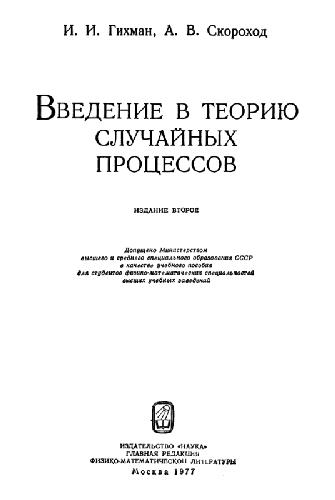 И. И. Гихман, А. В. Скороход
ВВЕДЕНИЕ В ТЕОРИЮ
СЛУЧАЙНЫХ
ПРОЦЕССОВ
ИЗДАНИЕ ВТОРОЕ
Допущено Министерством
высшего и среднего специального образования СССР
в качестве учебного пособия
для студентов физико-математических специальностей
высших учебных заведений
ИЗДАТЕЛЬСТВО «НАУКА»
ГЛАВНАЯ РЕДАКЦИЯ
ФИЗИКО-МАТЕМАТИЧЕСКОЙ ЛИТЕРАТУРЫ
Москва 1977